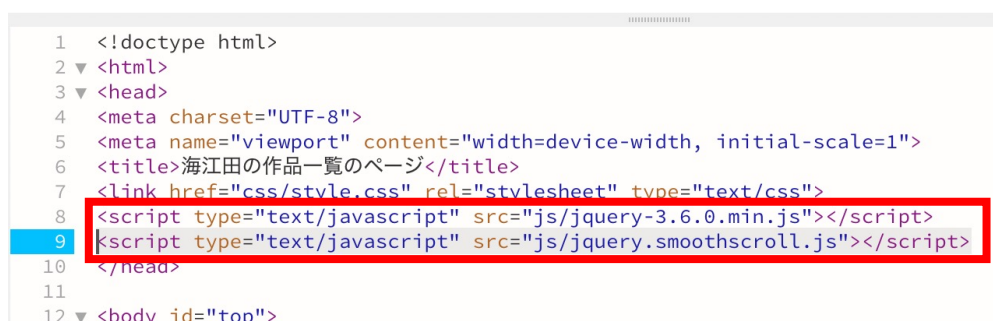 1 <!doctype html>
2 ▼ <html>
3 ▼ <head>
4 <meta charset="UTF-8">
5 <meta name="viewport" content="width=device-width, initial-scale=1">
6 <title>海江田の作品一覧のページ</title>
7 <link href="css/style.css" rel="stylesheet" type="text/css">
8 <script type="text/javascript" src="js/jquery-3.6.0.min.js"></script>
9 <script type="text/javascript" src="js/jquery.smoothscroll.js"></script>
10 </head>
11
12 ▼ <body id="top">